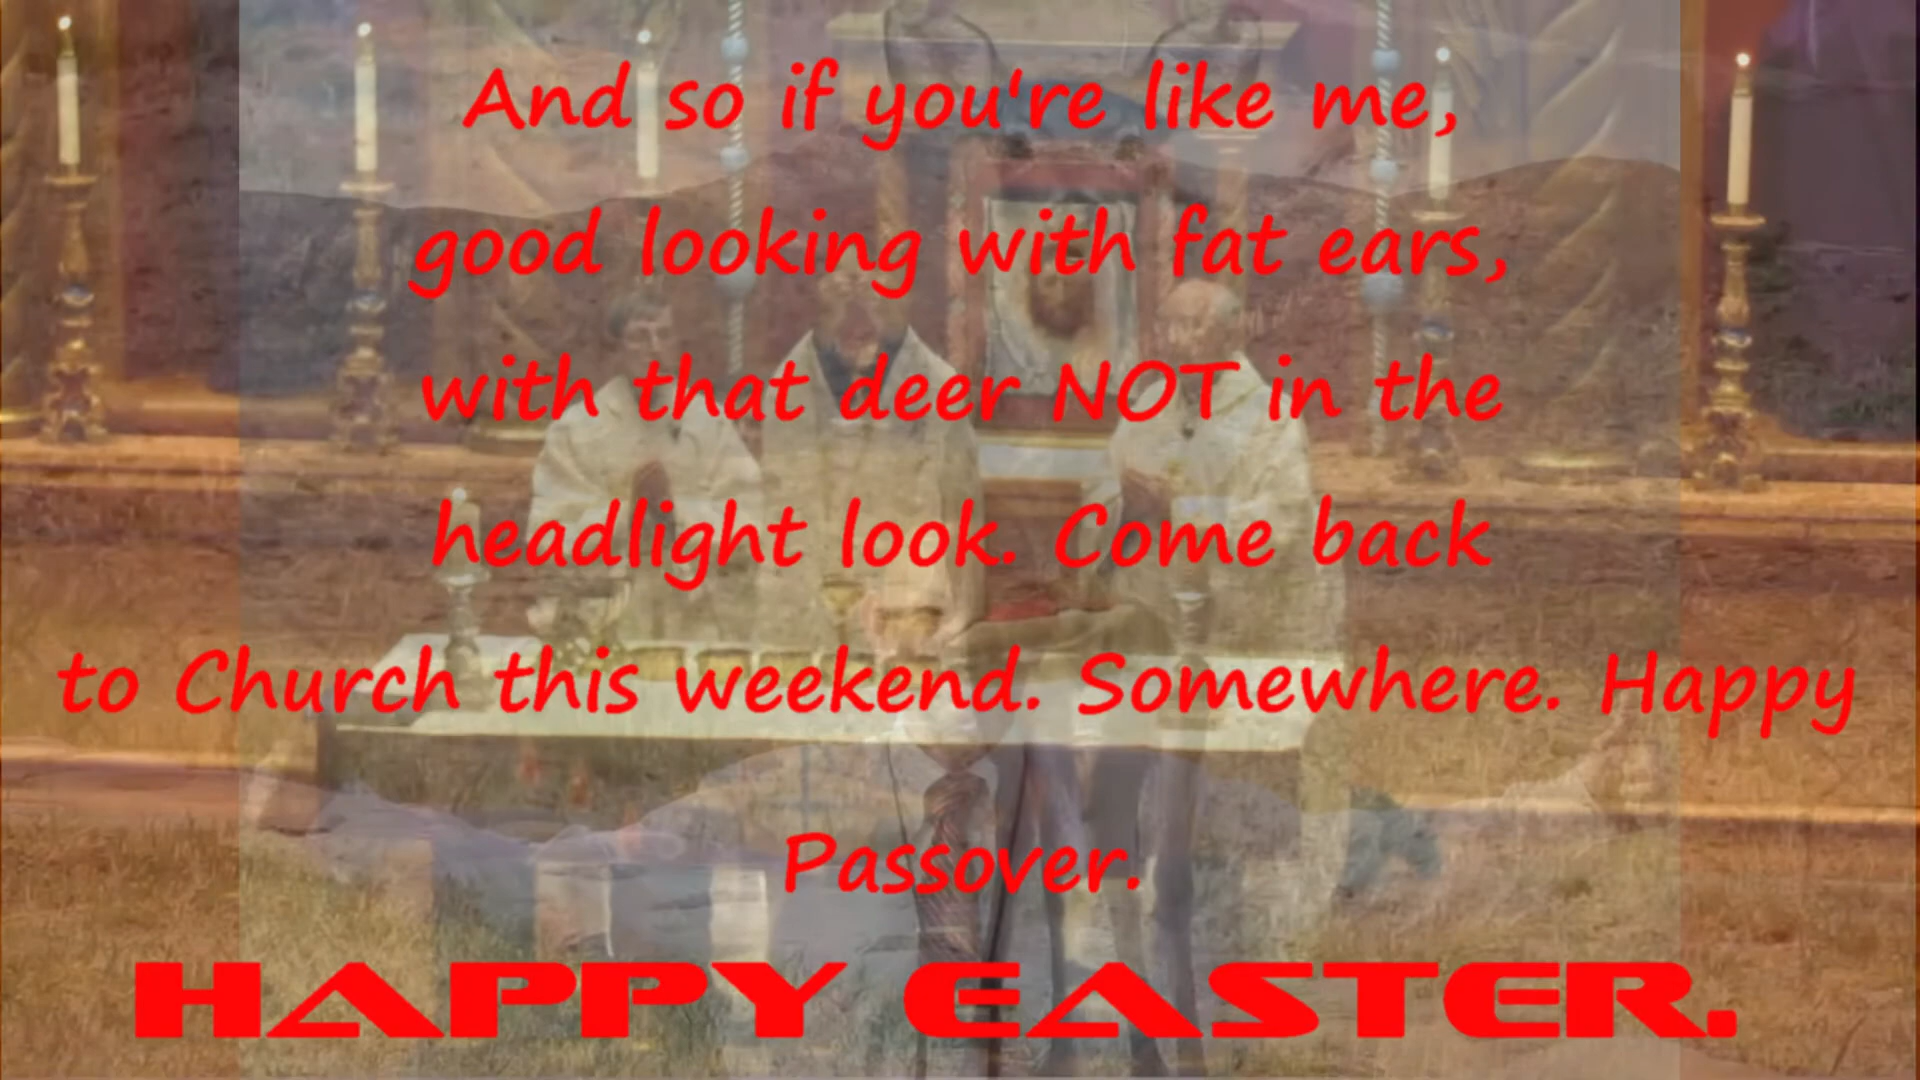 And so if you're like me,
good looking with fat ears,
with that deer NOT in the
headlight look. Come back
to Church this weekend. Somewhere. Happy
Passover.
HAPPY EASTER.